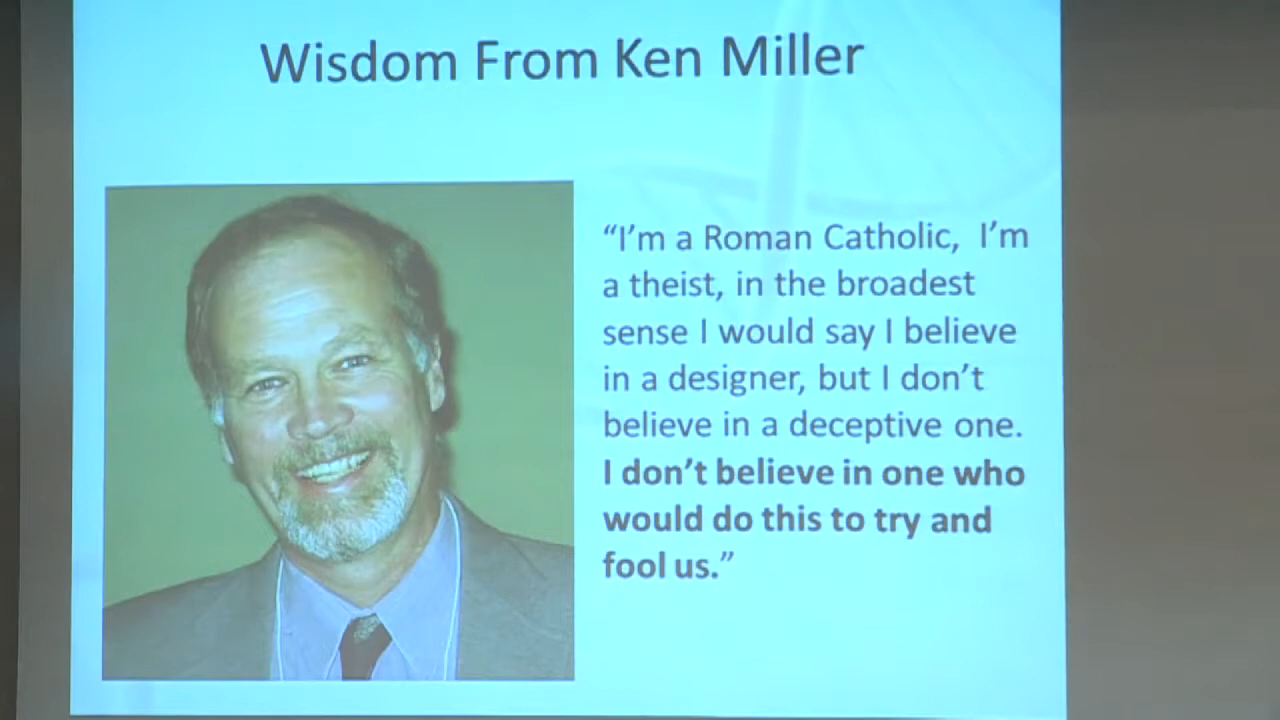 Wisdom From Ken Miller
“I’m a Roman Catholic,  I’m
a theist, in the broadest
sense I would say I believe
in a designer, but I don’t
believe in a deceptive one.
I don’t believe in one who
would do this to try and
fool us.”